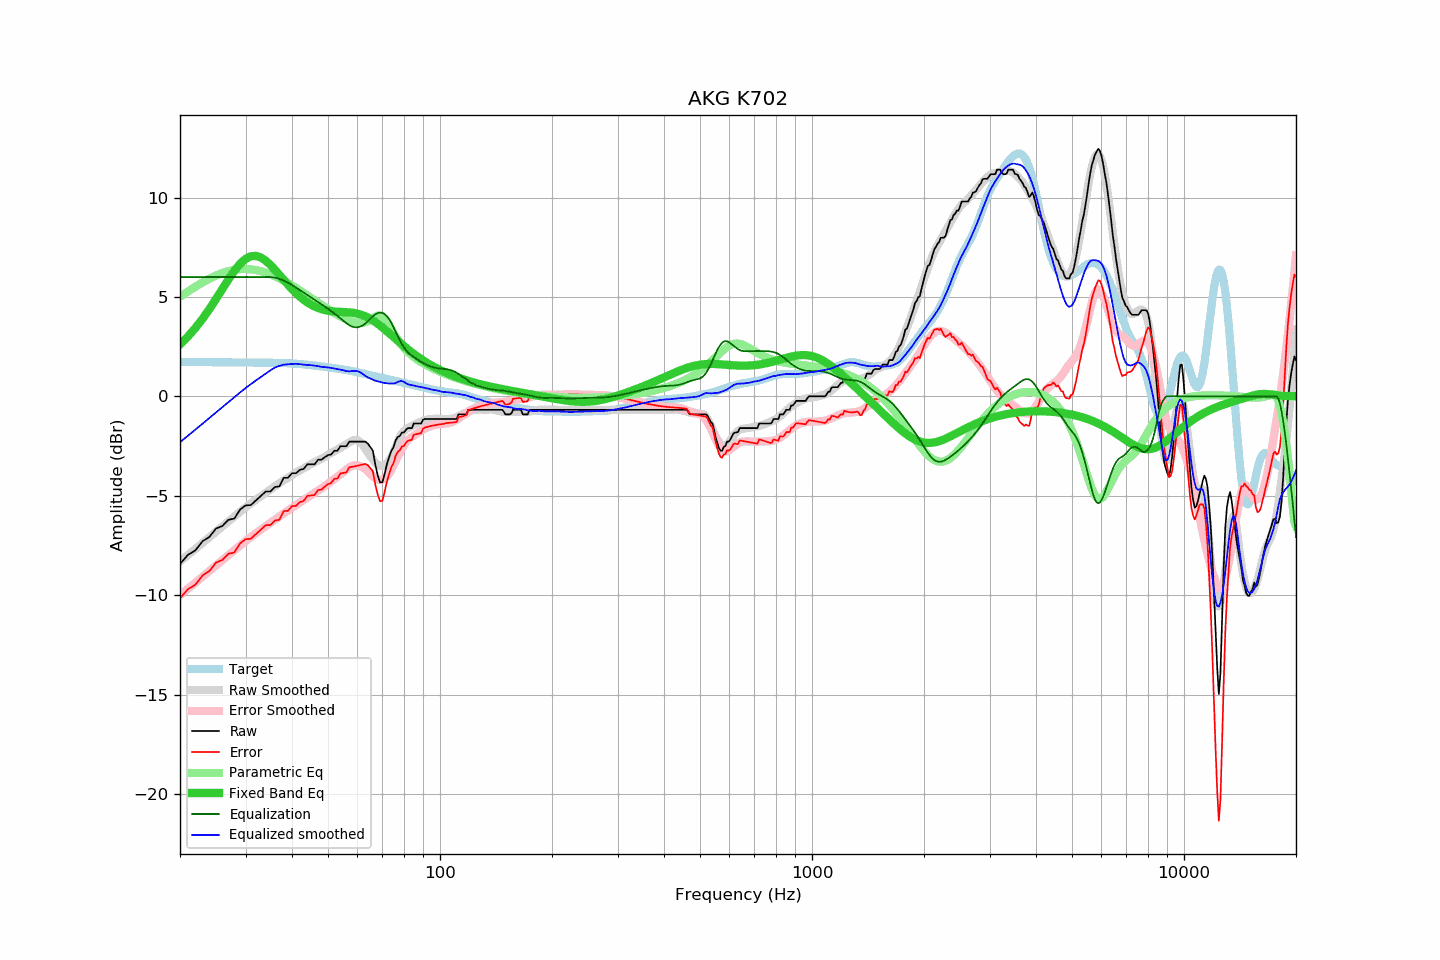 AKG K702
Amplitude (dBr)
10
5
0
−5
−10
−15
−20
Target
Raw Smoothed
Error Smoothed
Raw
Error
Parametric Eq
Fixed Band Eq
Equalization
Equalized smoothed
100
1000
10000
Frequency (Hz)